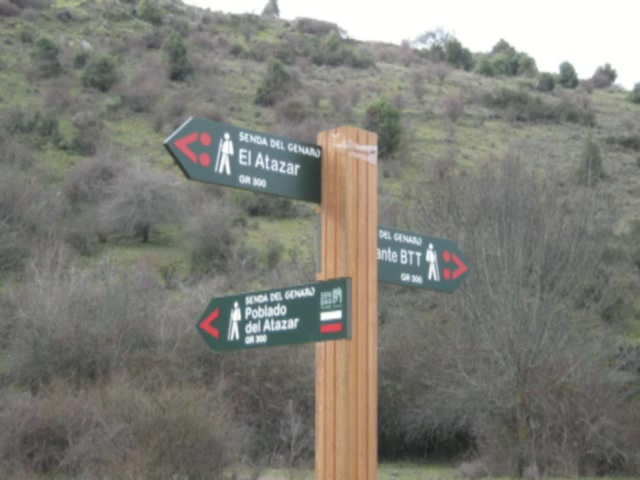 SENDA DEL GENARO
El Atazar
GR 300
DEL GENARO
ante BTT
GR 300
SENDA DEL GENARO
Poblado
del Atazar
GR 300